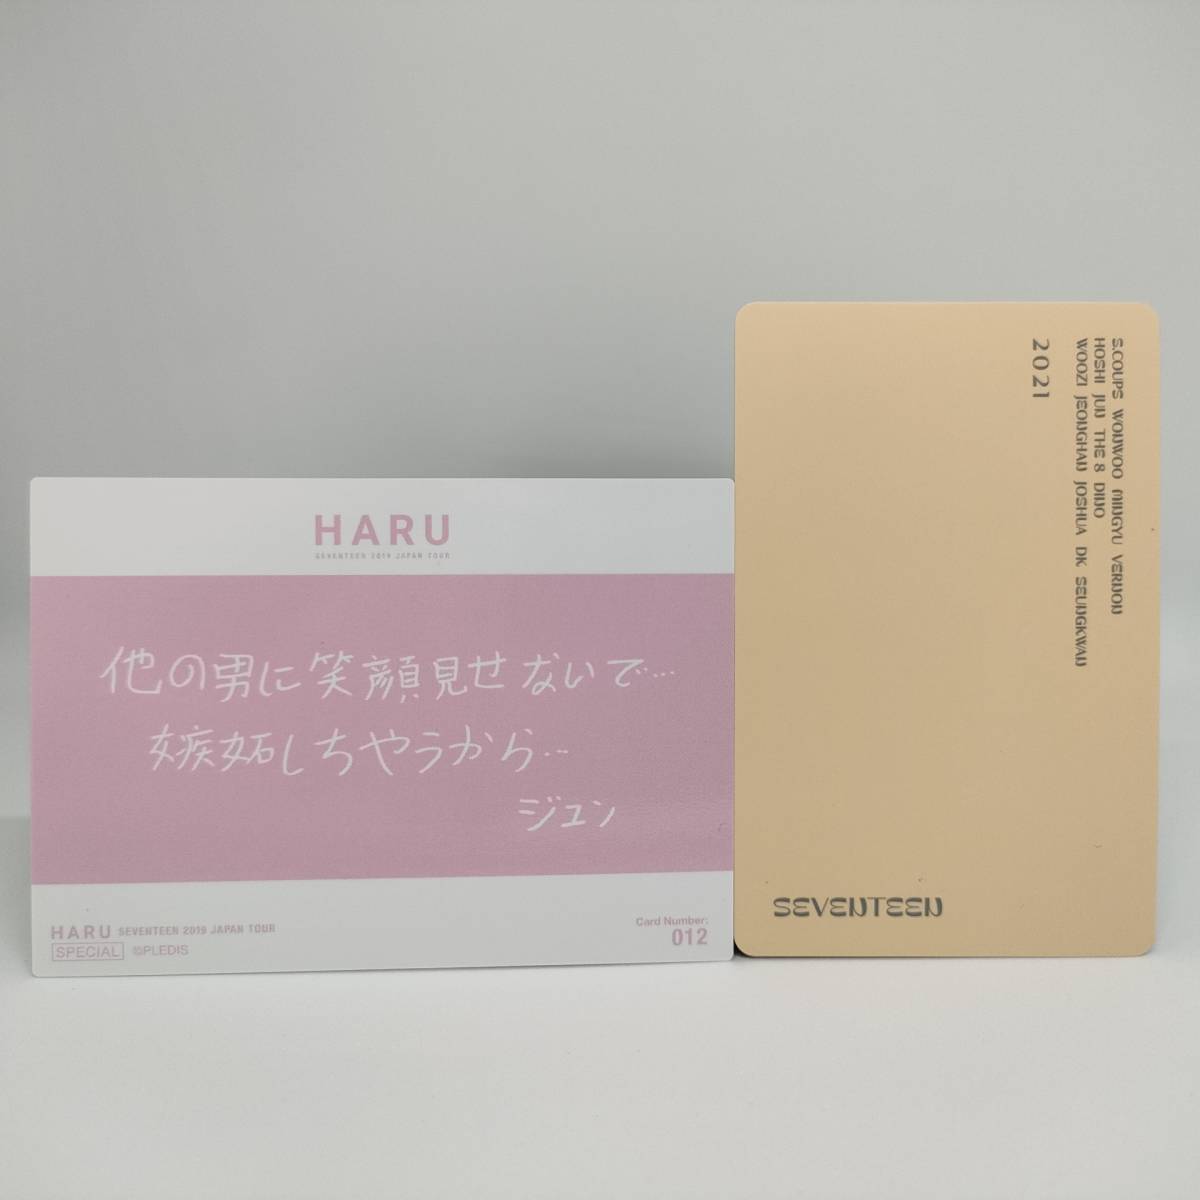 HARU
SEVENTEEN 2019 JAPAN TOUR
他の男に笑顔見せないで…
嫉妬しちゃうから…
ジュン
HARU SEVENTEEN 2019 JAPAN TOUR
SPECIAL ©PLEDIS
Card Number:
012
S.COUPS WONWOO MINGYU VERNON
HOSHI JUN THE 8 DINO
WOOZI JEONGHAN JOSHUA DK SEUNGKWAN
2021
SEVENTEEN